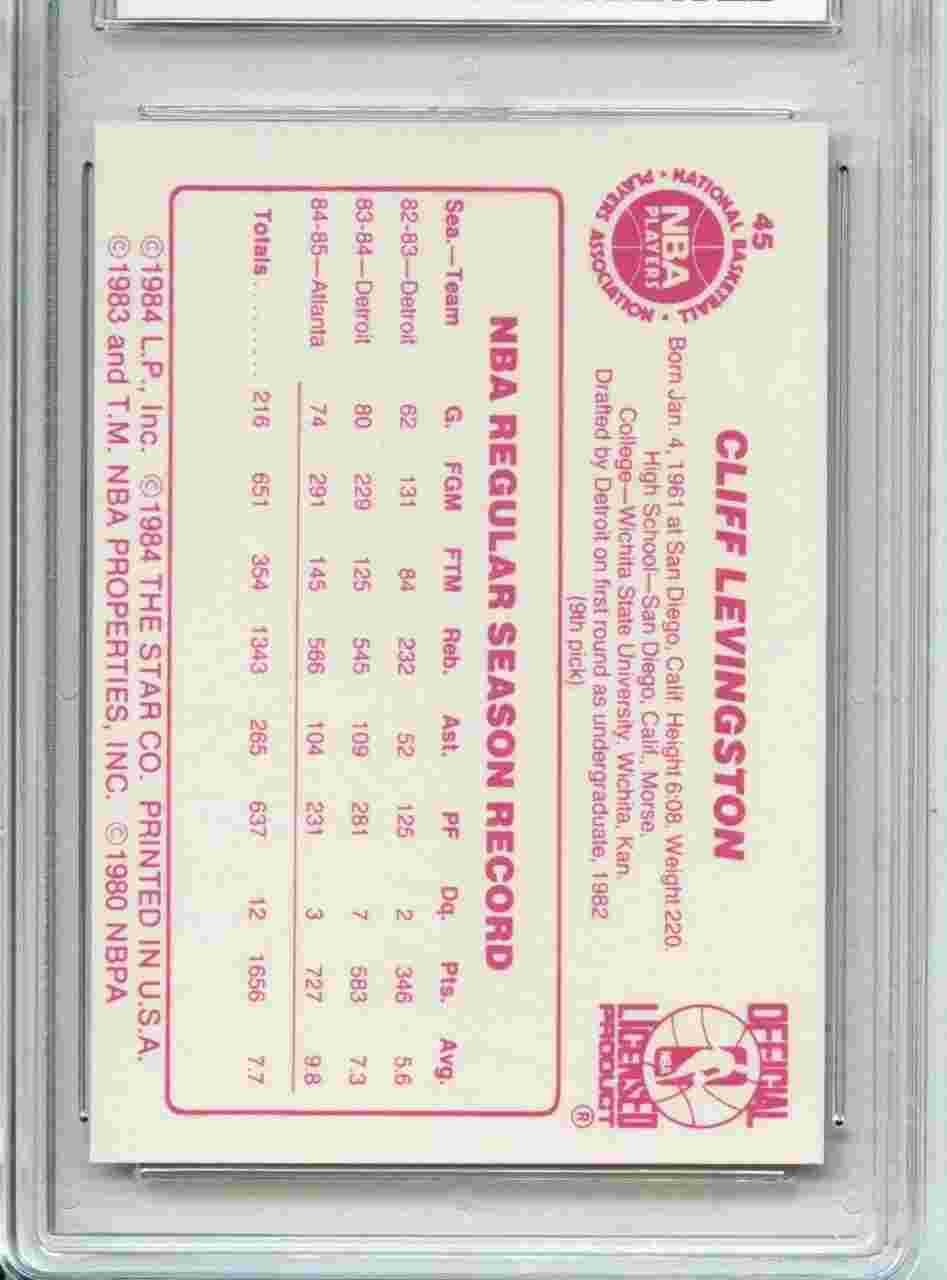 45
NATIONAL BASKETBALL PLAYERS ASSOCIATION
NBA
PLAYERS
CLIFF LEVINGSTON
Born Jan. 4, 1961 at San Diego, Calif. Height 6:08. Weight 220.
High School—San Diego, Calif., Morse.
College—Wichita State University, Wichita, Kan.
Drafted by Detroit on first round as undergraduate, 1982
(9th pick)
OFFICIAL
NBA
LICENSED
PRODUCT
®
NBA REGULAR SEASON RECORD
Sea.—Team G. FGM FTM Reb. Ast. PF Dq. Pts. Avg.
82-83—Detroit 62 131 84 232 52 125 2 346 5.6
83-84—Detroit 80 229 125 545 109 281 7 583 7.3
84-85—Atlanta 74 291 145 566 104 231 3 727 9.8
Totals.......... 216 651 354 1343 265 637 12 1656 7.7
©1984 L.P., Inc. ©1984 THE STAR CO. PRINTED IN U.S.A.
©1983 and T.M. NBA PROPERTIES, INC. ©1980 NBPA